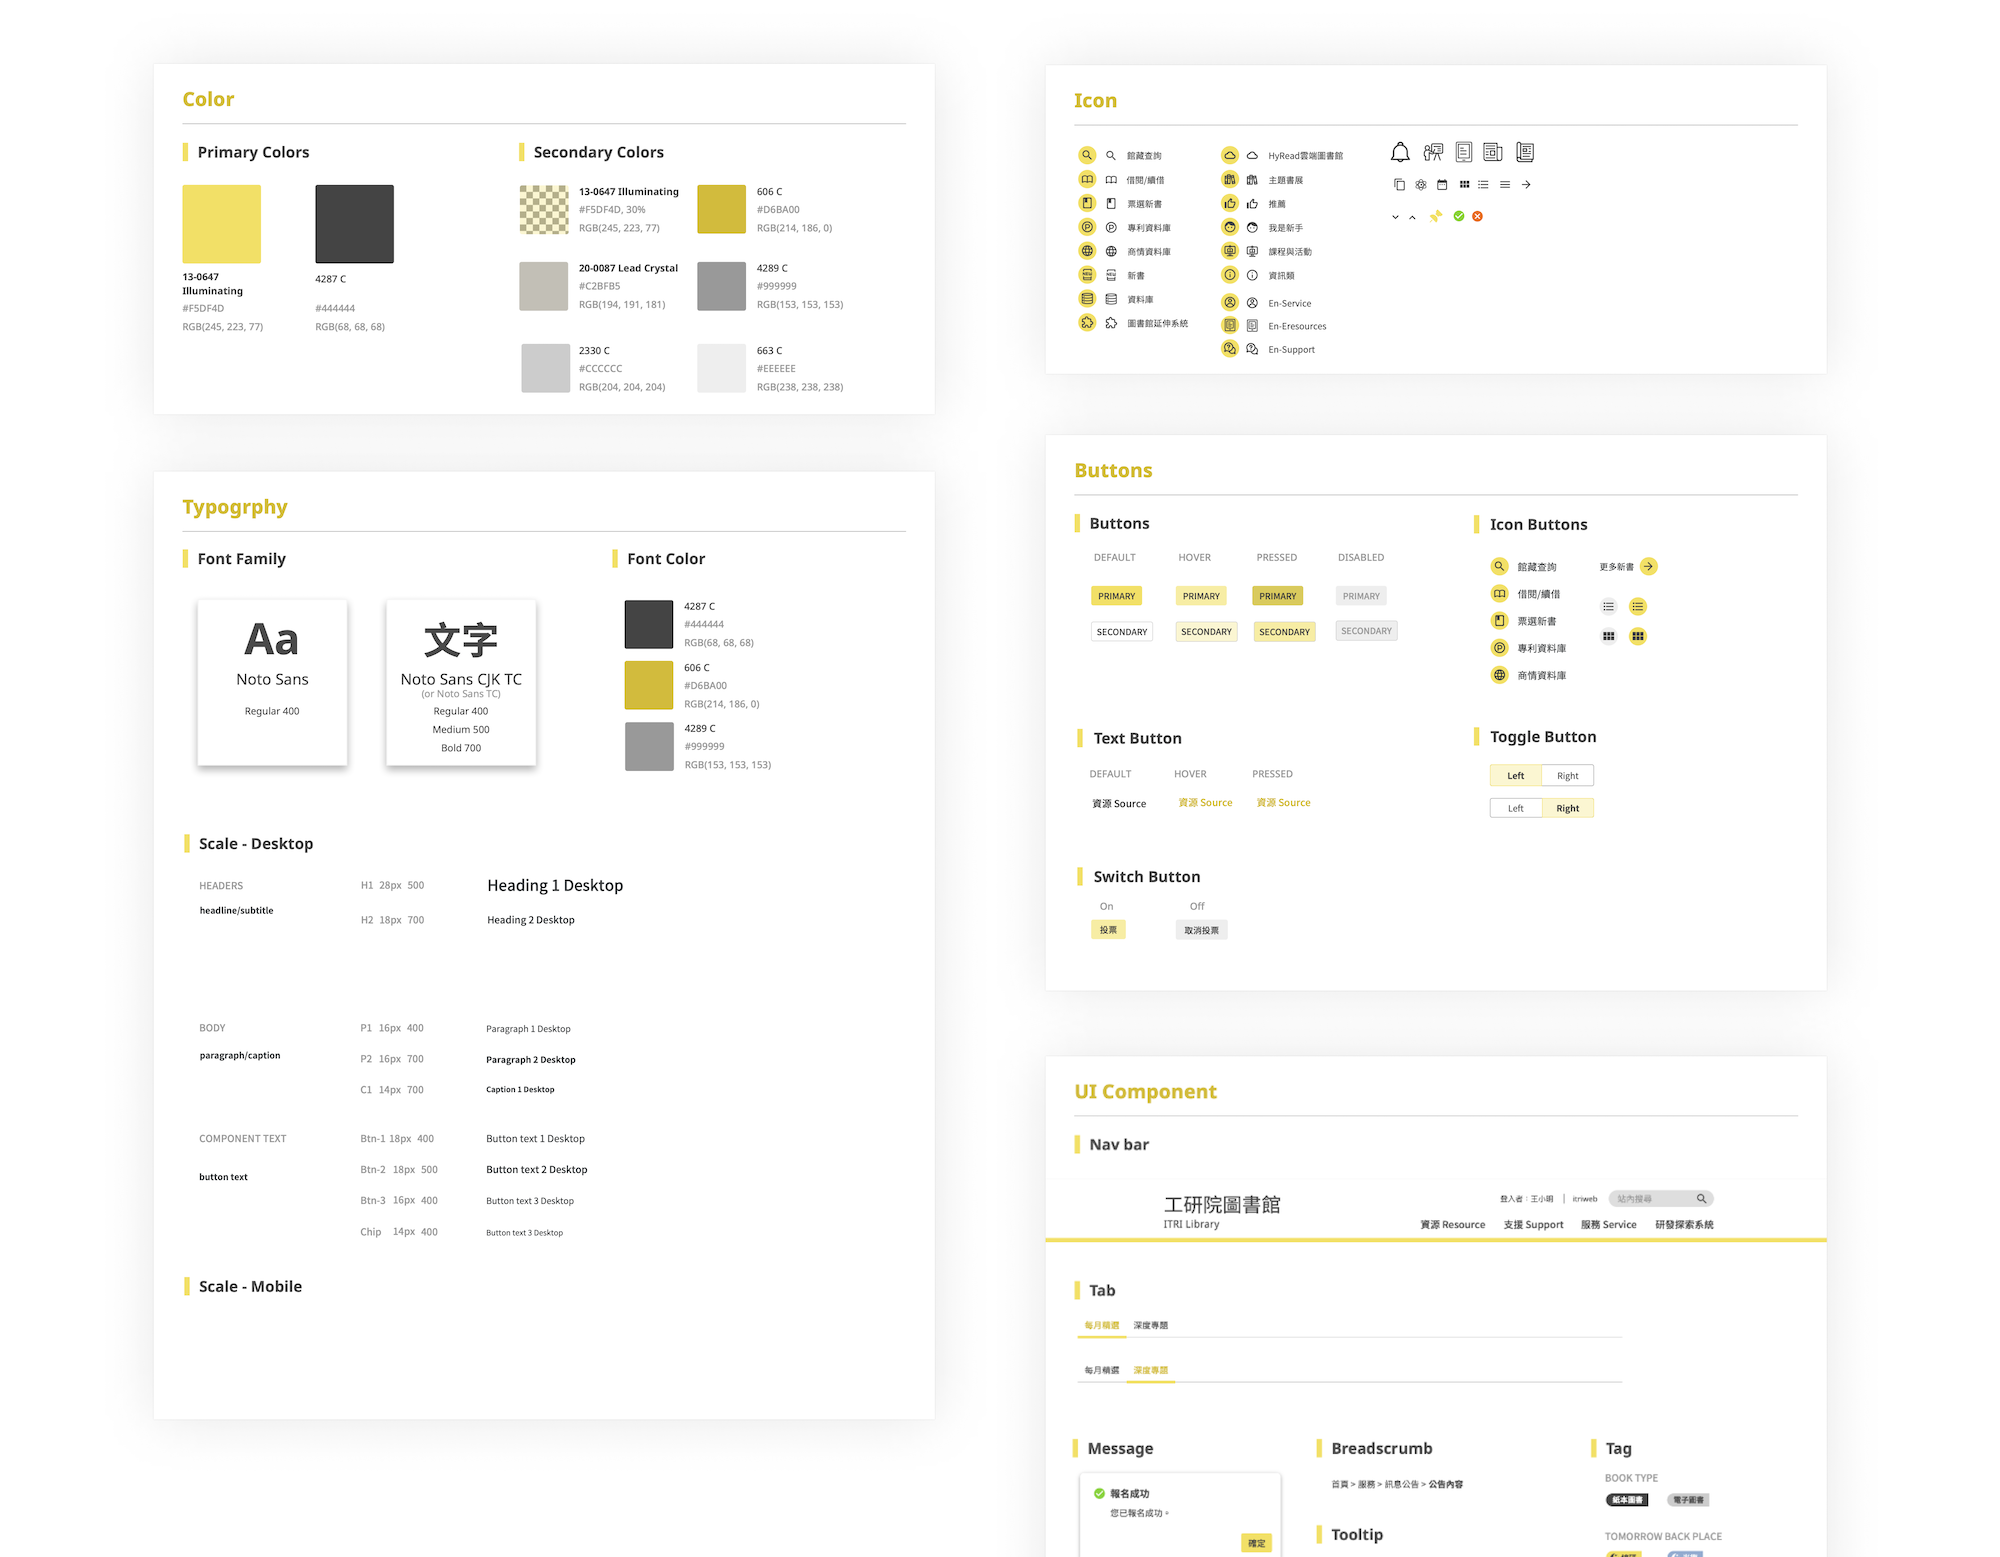 Color
Primary Colors
13-0647
Illuminating
#F5DF4D
RGB(245, 223, 77)
4287 C
#444444
RGB(68, 68, 68)
Secondary Colors
13-0647 Illuminating
#F5DF4D, 30%
RGB(245, 223, 77)
606 C
#D6BA00
RGB(214, 186, 0)
20-0087 Lead Crystal
#C2BFB5
RGB(194, 191, 181)
4289 C
#999999
RGB(153, 153, 153)
2330 C
#CCCCCC
RGB(204, 204, 204)
663 C
#EEEEEE
RGB(238, 238, 238)
Typogrphy
Font Family
Aa
Noto Sans
Regular 400
文字
Noto Sans CJK TC
(or Noto Sans TC)
Regular 400
Medium 500
Bold 700
Font Color
4287 C
#444444
RGB(68, 68, 68)
606 C
#D6BA00
RGB(214, 186, 0)
4289 C
#999999
RGB(153, 153, 153)
Scale - Desktop
HEADERS
headline/subtitle
H1 28px 500
Heading 1 Desktop
H2 18px 700
Heading 2 Desktop
BODY
paragraph/caption
P1 16px 400
Paragraph 1 Desktop
P2 16px 700
Paragraph 2 Desktop
C1 14px 700
Caption 1 Desktop
COMPONENT TEXT
button text
Btn-1 18px 400
Button text 1 Desktop
Btn-2 18px 500
Button text 2 Desktop
Btn-3 16px 400
Button text 3 Desktop
Chip 14px 400
Button text 3 Desktop
Scale - Mobile
Icon
館藏查詢
借閱/續借
票選新書
專利資料庫
商情資料庫
新書
資料庫
圖書館延伸系統
HyRead雲端圖書館
主題書展
推薦
我是新手
課程與活動
資訊類
En-Service
En-Eresources
En-Support
Buttons
Buttons
DEFAULT HOVER PRESSED DISABLED
PRIMARY PRIMARY PRIMARY PRIMARY
SECONDARY SECONDARY SECONDARY SECONDARY
Icon Buttons
館藏查詢
借閱/續借
票選新書
專利資料庫
商情資料庫
更多新書
Text Button
DEFAULT HOVER PRESSED
資源 Source 資源 Source 資源 Source
Toggle Button
Left Right
Left Right
Switch Button
On Off
投票 取消投票
UI Component
Nav bar
工研院圖書館
ITRI Library
登入者：王小明 | itriweb 站內搜尋
資源 Resource 支援 Support 服務 Service 研發探索系統
Tab
每月精選 深度專題
每月精選 深度專題
Message
報名成功
您已報名成功。
確定
Breadscrumb
首頁 > 服務 > 訊息公告 > 公告內容
Tooltip
Tag
BOOK TYPE
紙本圖書 電子圖書
TOMORROW BACK PLACE